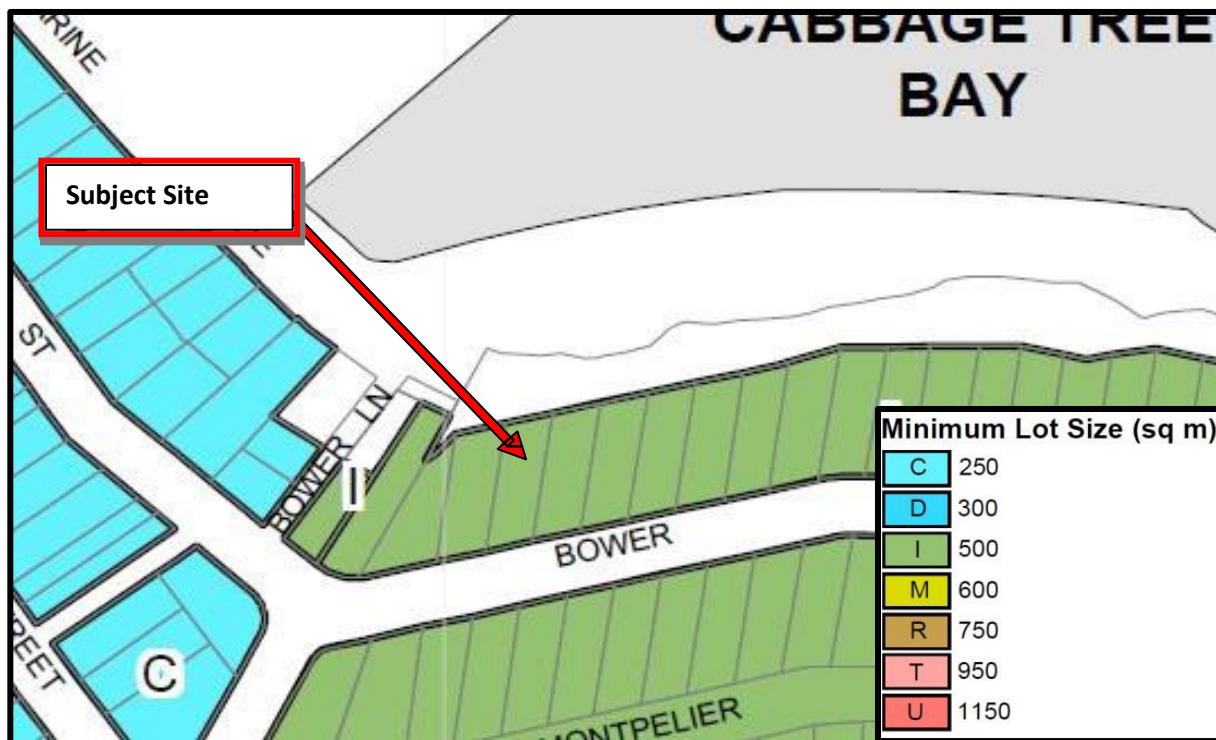 CABBAGE TREE
BAY
ARINE
Subject Site
ST
BOWER LN
I
BOWER
C
REET
MONTPELIER
Minimum Lot Size (sq m)
C 250
D 300
I 500
M 600
R 750
T 950
U 1150